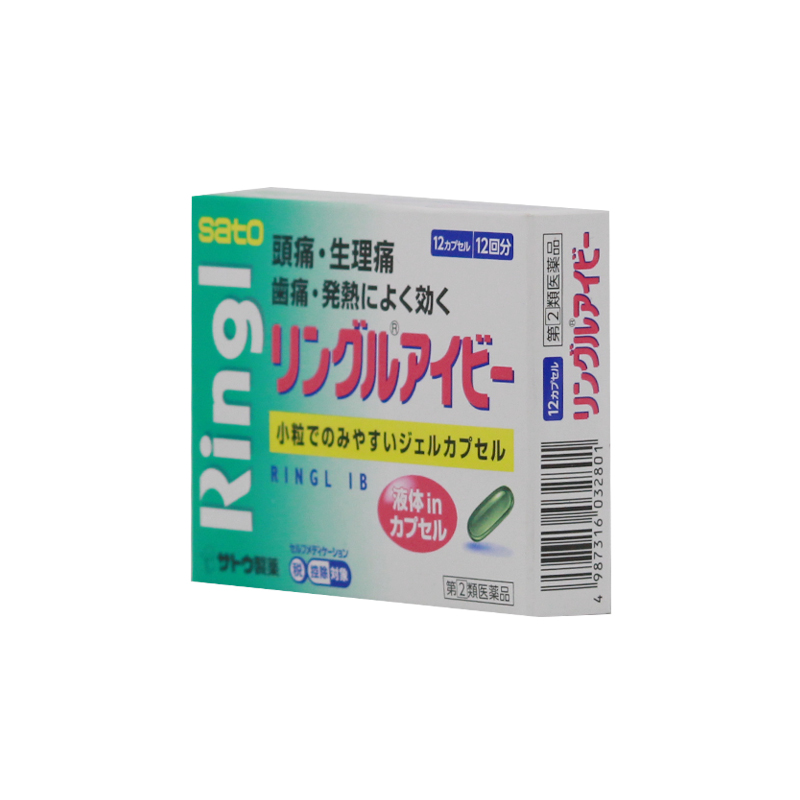 sato
Ringl
頭痛・生理痛
歯痛・発熱によく効く
12カプセル 12回分
リングルアイビー®
小粒でのみやすいジェルカプセル
RINGL IB
液体in
カプセル
サトウ製薬
セルフメディケーション
税 控除 対象
第②類医薬品
第②類医薬品
リングルアイビー®
12カプセル
4 987316 032801